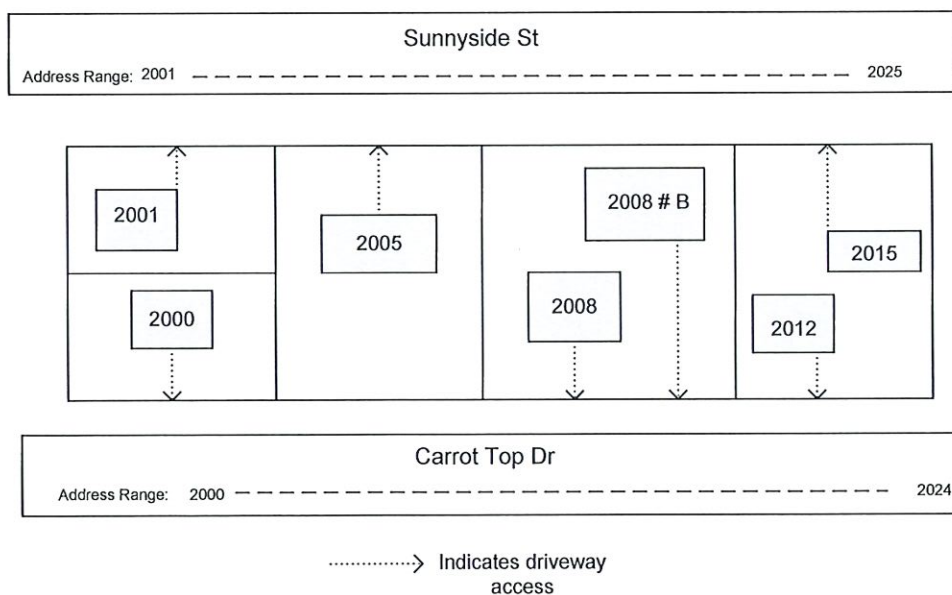 Sunnyside St
Address Range: 2001 2025
2001
2005
2008 # B
2015
2000
2008
2012
Carrot Top Dr
Address Range: 2000 2024
Indicates driveway
access